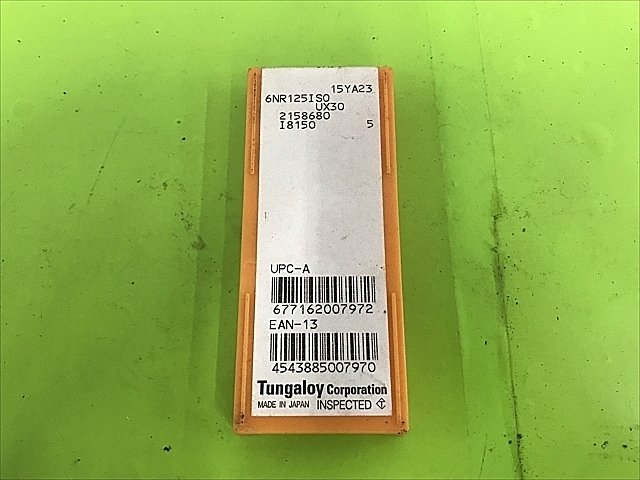 15YA23
6NR125ISO
UX30
2158680
I8150 5
UPC-A
677162007972
EAN-13
4543885007970
Tungaloy Corporation
MADE IN JAPAN INSPECTED